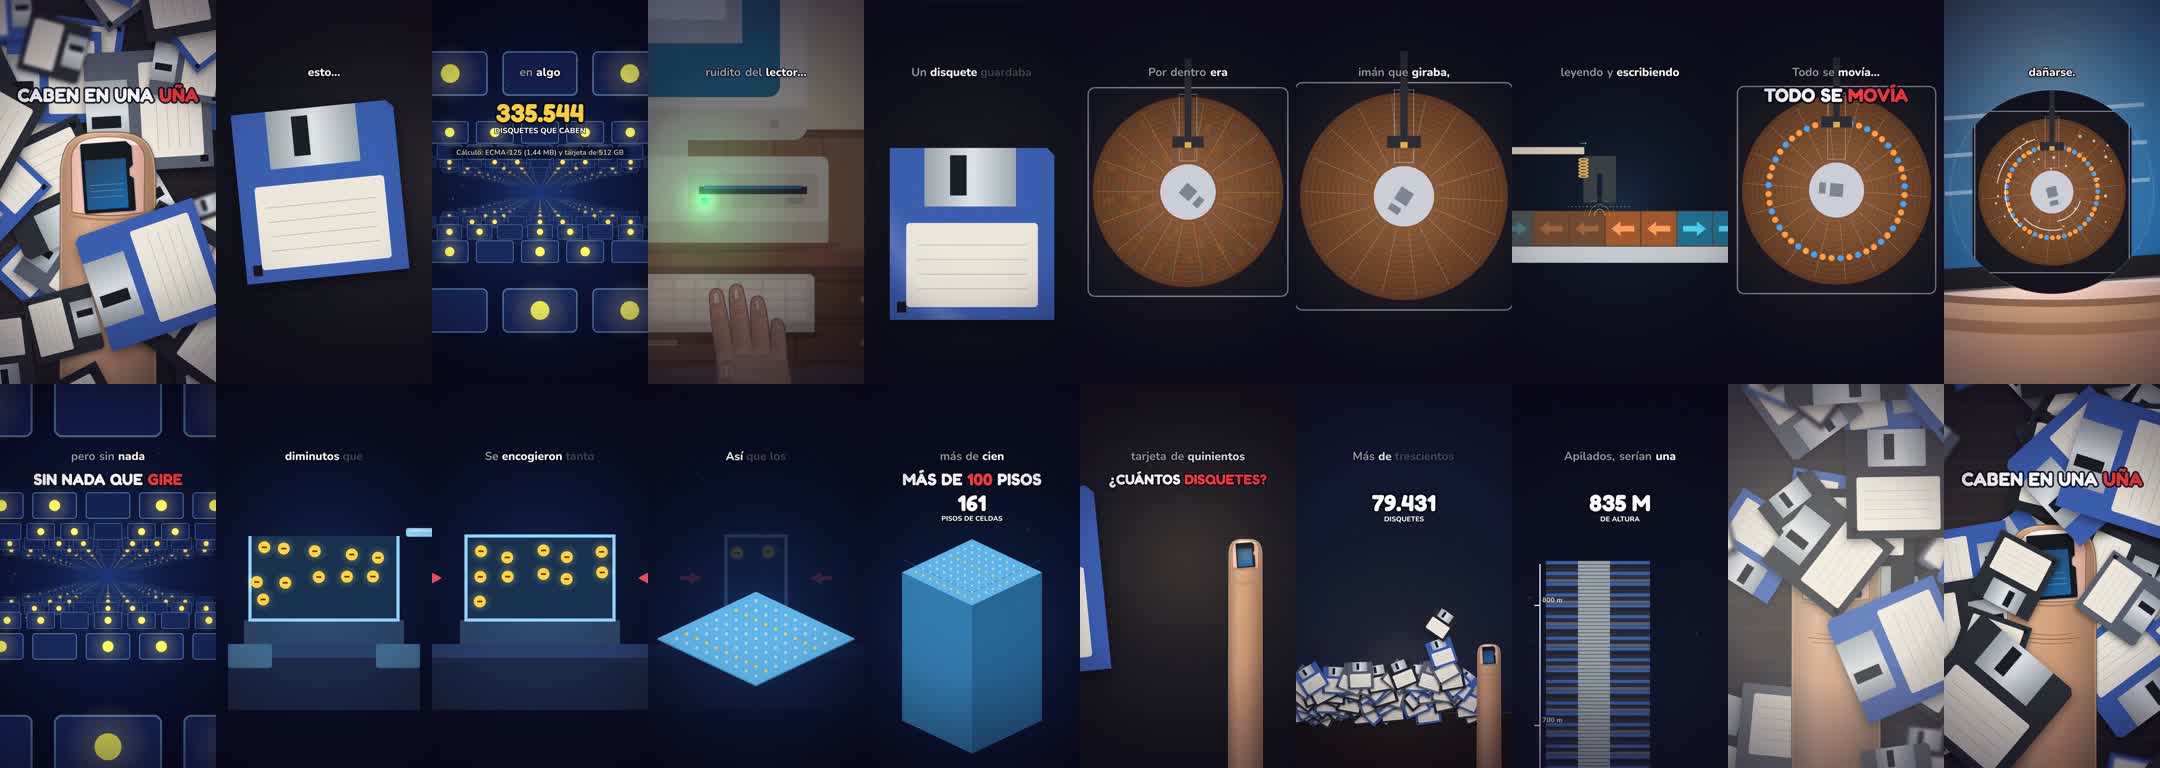 CABEN EN UNA UÑA
esto...
en algo
335.544
DISQUETES QUE CABEN
Cálculo: ECMA-125 (1,44 MB) y tarjeta de 512 GB
ruidito del lector...
Un disquete guardaba
Por dentro era
imán que giraba,
leyendo y escribiendo
Todo se movía...
TODO SE MOVÍA
dañarse.
pero sin nada
SIN NADA QUE GIRE
diminutos que
Se encogieron tanto
Así que los
más de cien
MÁS DE 100 PISOS
161
PISOS DE CELDAS
tarjeta de quinientos
¿CUÁNTOS DISQUETES?
Más de trescientos
79.431
DISQUETES
Apilados, serían una
835 M
DE ALTURA
800 m
700 m
CABEN EN UNA UÑA